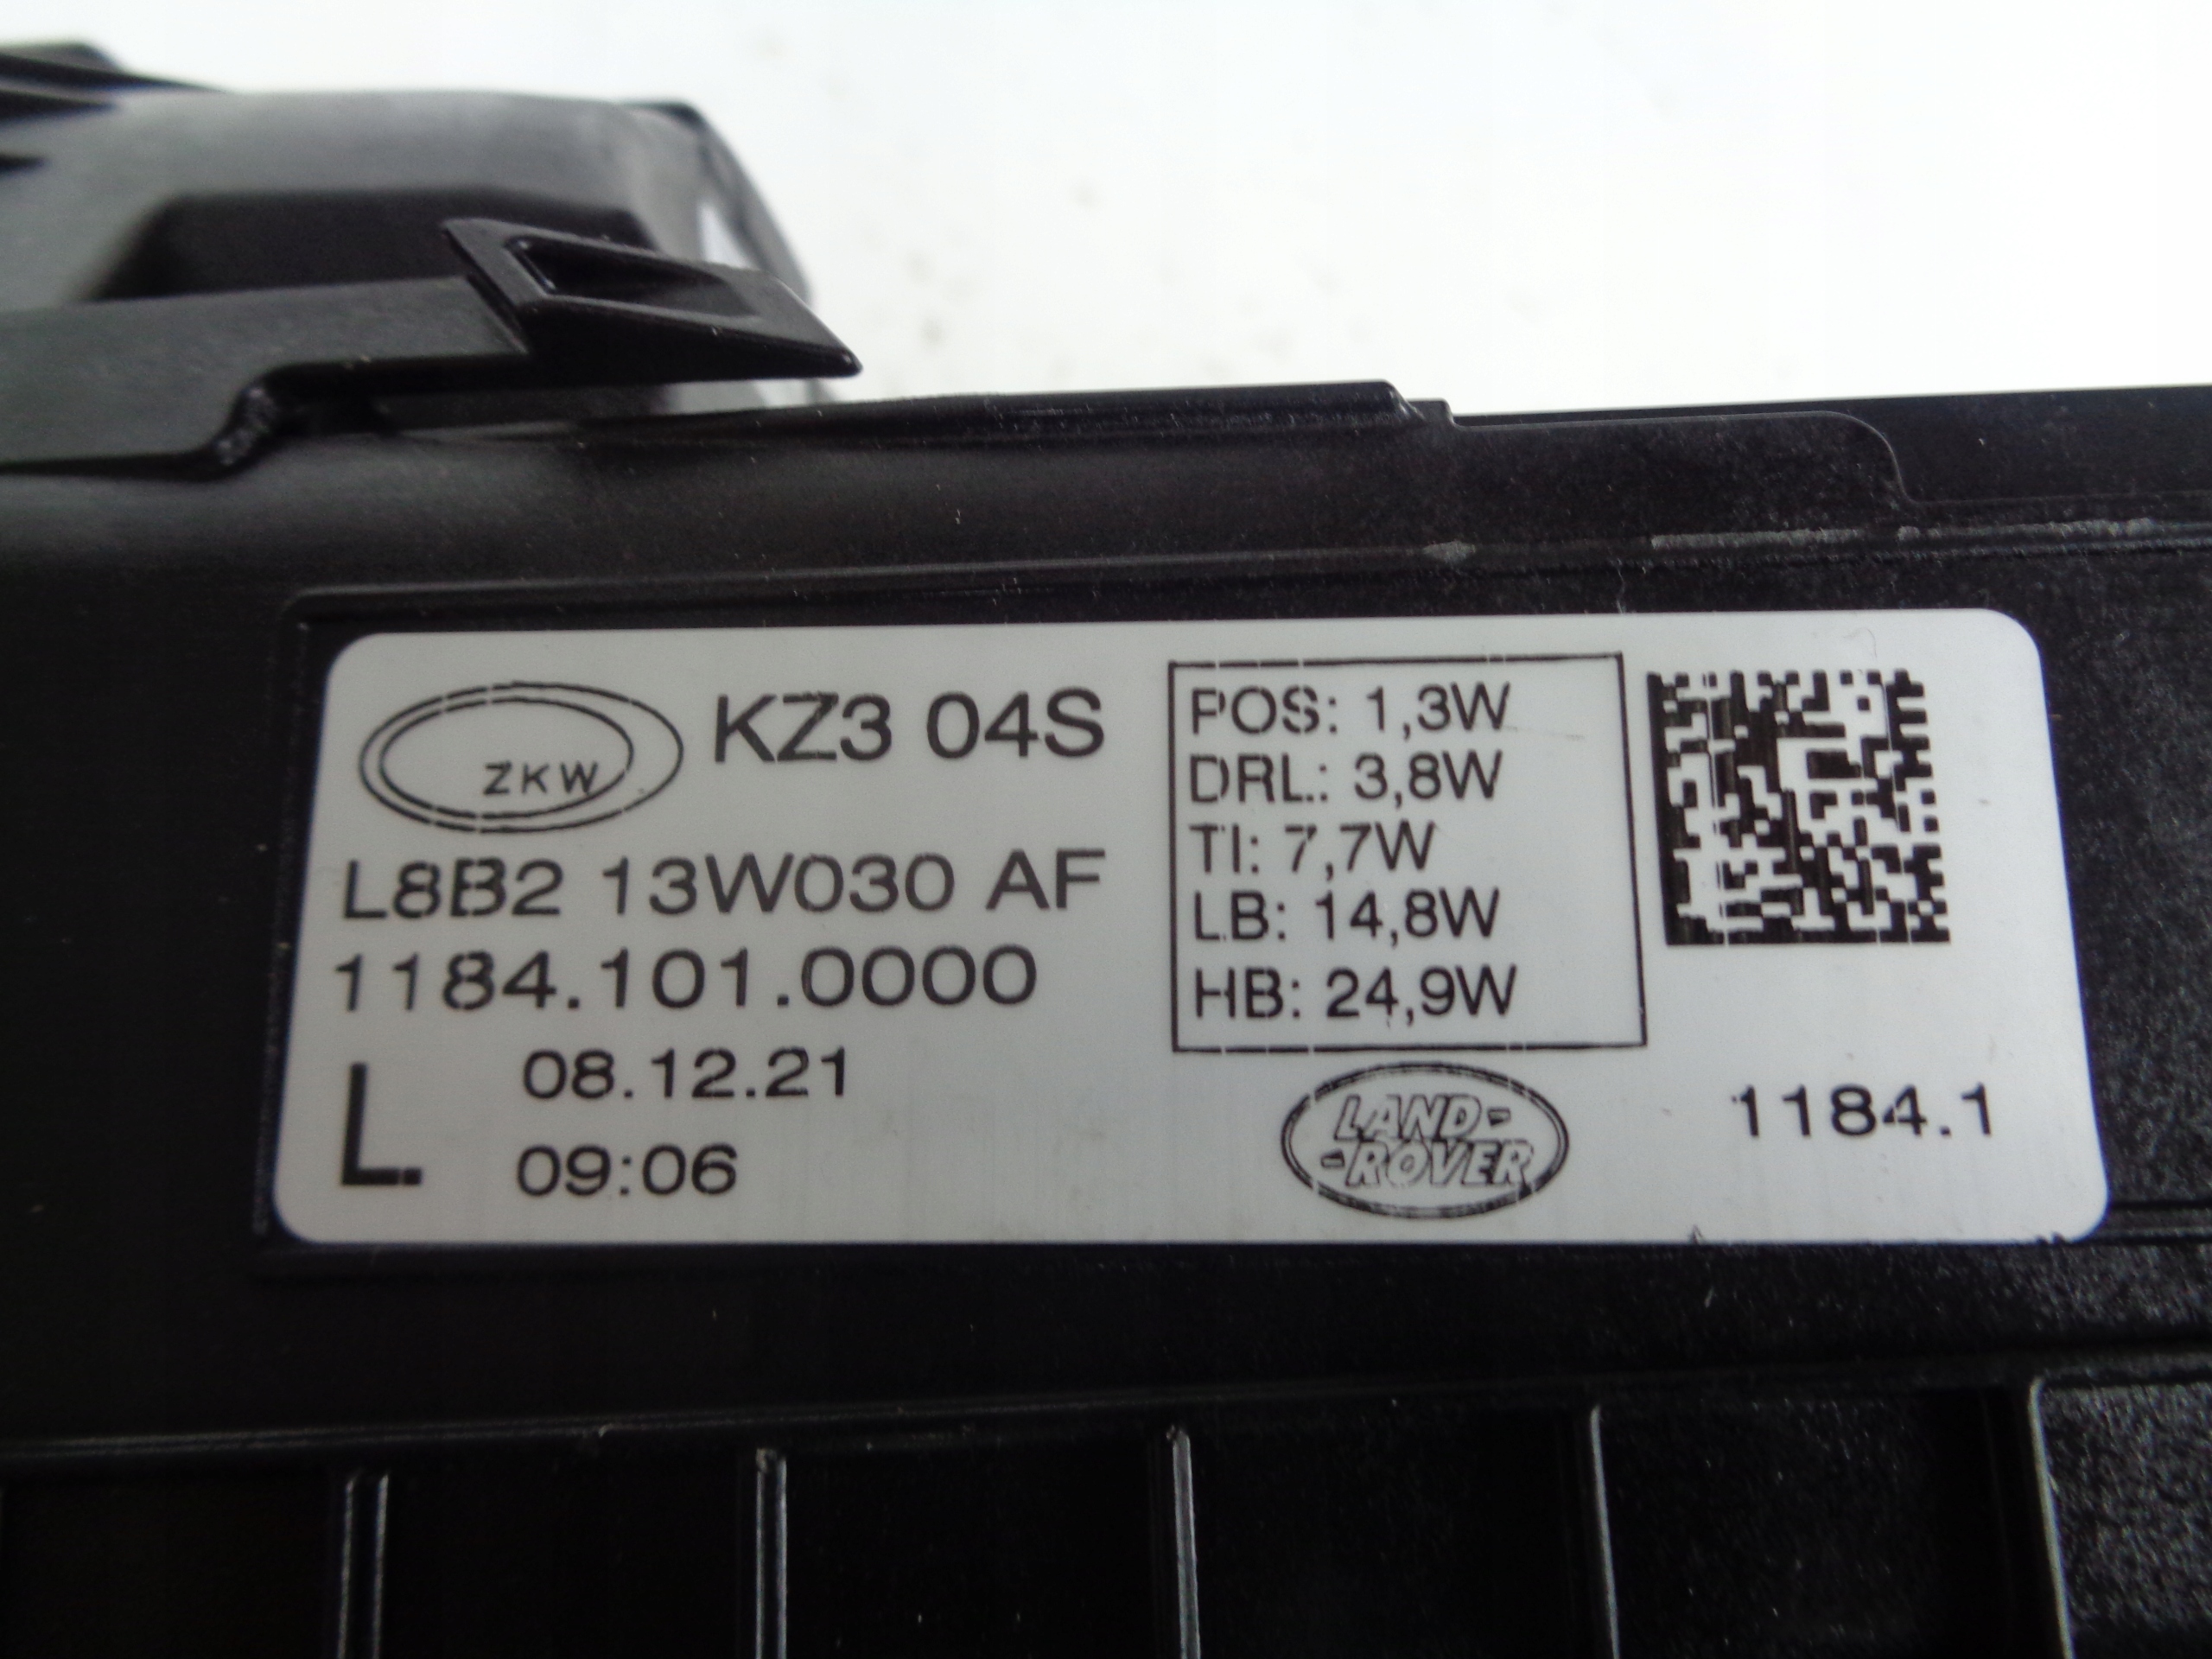 ZKW
KZ3 04S
L8B2 13W030 AF
1184.101.0000
L
08.12.21
09:06
POS: 1,3W
DRL: 3,8W
TI: 7,7W
LB: 14,8W
HB: 24,9W
LAND-
-ROVER
1184.1